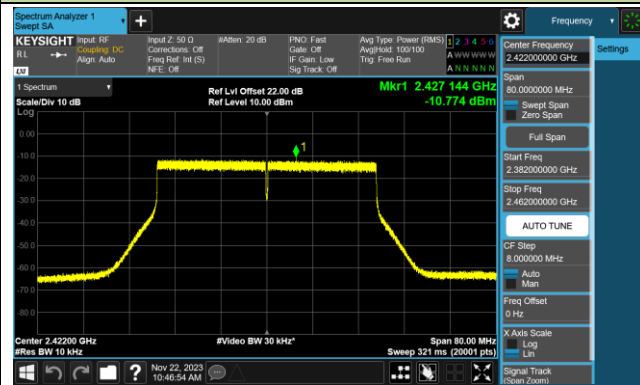 Spectrum Analyzer 1
Swept SA
+
Frequency
KEYSIGHT
Input: RF
Coupling: DC
Align: Auto
Input Z: 50 Ω
Corrections: Off
Freq Ref: Int (S)
NFE: Off
#Atten: 20 dB
PNO: Fast
Gate: Off
IF Gain: Low
Sig Track: Off
Avg Type: Power (RMS)
Avg|Hold: 100/100
Trig: Free Run
1 2 3 4 5 6
A W W W W W
A N N N N N
R L
LXI
1 Spectrum
Scale/Div 10 dB
Log
Ref Lvl Offset 22.00 dB
Ref Level 10.00 dBm
Mkr1 2.427 144 GHz
-10.774 dBm
1
0.00
-10.0
-20.0
-30.0
-40.0
-50.0
-60.0
-70.0
-80.0
Center 2.42200 GHz
#Res BW 10 kHz
#Video BW 30 kHz*
Span 80.00 MHz
Sweep 321 ms (20001 pts)
Nov 22, 2023
10:46:54 AM
?
Center Frequency
2.422000000 GHz
Settings
Span
80.0000000 MHz
Swept Span
Zero Span
Full Span
Start Freq
2.382000000 GHz
Stop Freq
2.462000000 GHz
AUTO TUNE
CF Step
8.000000 MHz
Auto
Man
Freq Offset
0 Hz
X Axis Scale
Log
Lin
Signal Track
(Span Zoom)